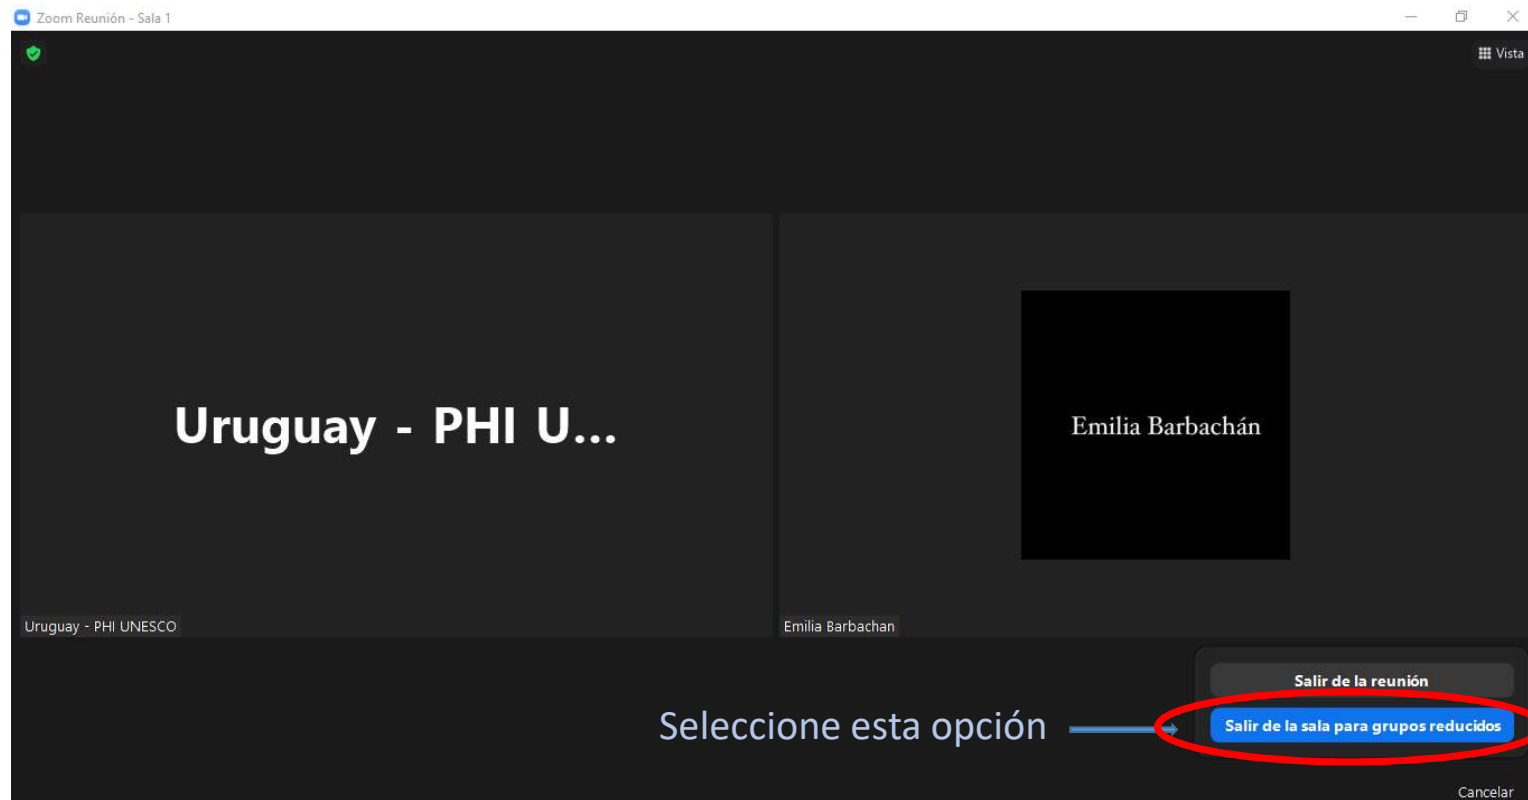 Zoom Reunión - Sala 1
Vista
Uruguay - PHI U...
Emilia Barbachán
Uruguay - PHI UNESCO
Emilia Barbachan
Salir de la reunión
Seleccione esta opción
Salir de la sala para grupos reducidos
Cancelar